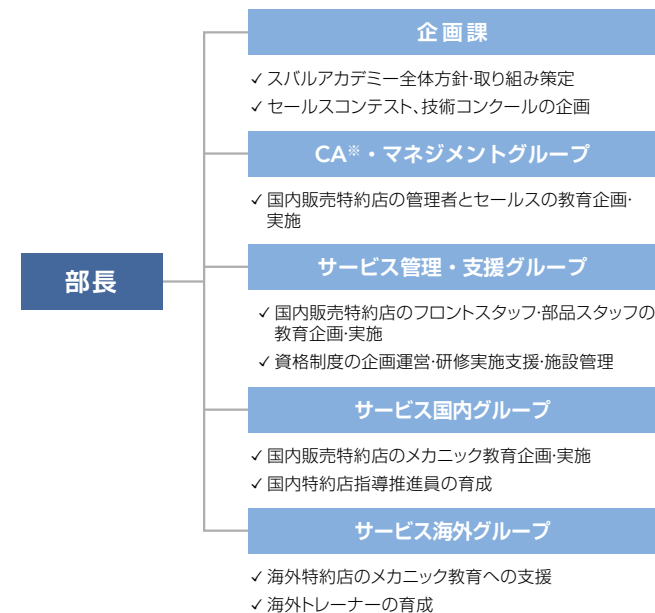 企画課
✓スバルアカデミー全体方針・取り組み策定
✓セールスコンテスト、技術コンクールの企画
CA※・マネジメントグループ
✓国内販売特約店の管理者とセールスの教育企画・
実施
部長
サービス管理・支援グループ
✓国内販売特約店のフロントスタッフ・部品スタッフの
教育企画・実施
✓資格制度の企画運営・研修実施支援・施設管理
サービス国内グループ
✓国内販売特約店のメカニック教育企画・実施
✓国内特約店指導推進員の育成
サービス海外グループ
✓海外特約店のメカニック教育への支援
✓海外トレーナーの育成